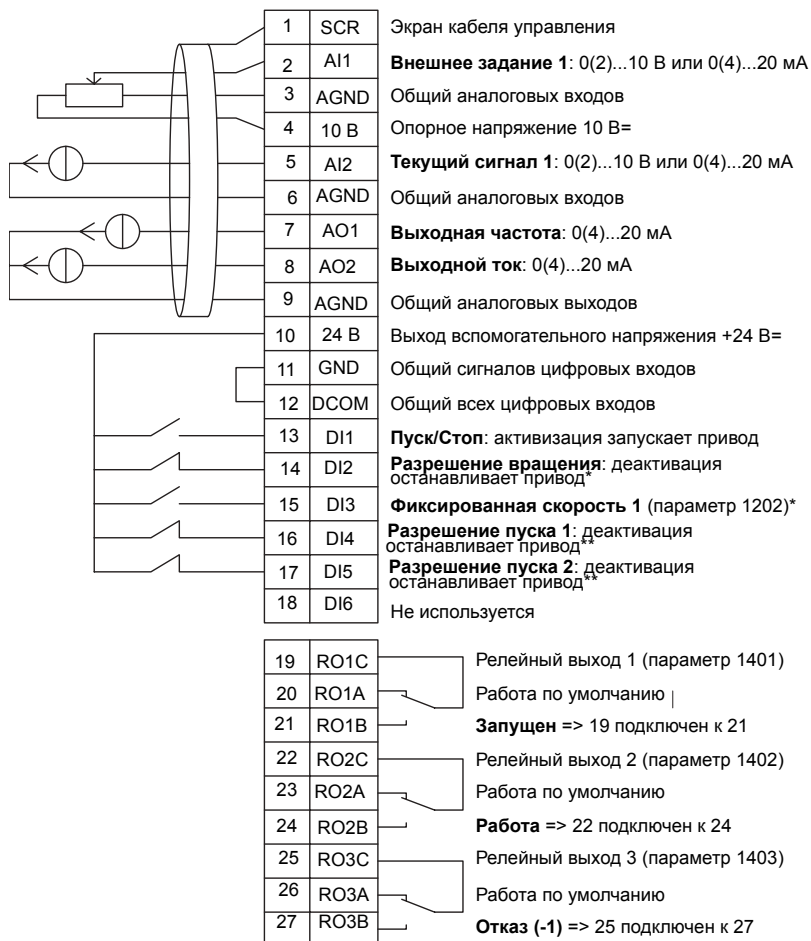 1 SCR Экран кабеля управления
2 AI1 Внешнее задание 1: 0(2)...10 В или 0(4)...20 мА
3 AGND Общий аналоговых входов
4 10 В Опорное напряжение 10 В=
5 AI2 Текущий сигнал 1: 0(2)...10 В или 0(4)...20 мА
6 AGND Общий аналоговых входов
7 AO1 Выходная частота: 0(4)...20 мА
8 AO2 Выходной ток: 0(4)...20 мА
9 AGND Общий аналоговых выходов
10 24 В Выход вспомогательного напряжения +24 В=
11 GND Общий сигналов цифровых входов
12 DCOM Общий всех цифровых входов
13 DI1 Пуск/Стоп: активизация запускает привод
14 DI2 Разрешение вращения: деактивация
останавливает привод*
15 DI3 Фиксированная скорость 1 (параметр 1202)*
16 DI4 Разрешение пуска 1: деактивация
останавливает привод**
17 DI5 Разрешение пуска 2: деактивация
останавливает привод**
18 DI6 Не используется
19 RO1C Релейный выход 1 (параметр 1401)
20 RO1A Работа по умолчанию
21 RO1B Запущен => 19 подключен к 21
22 RO2C Релейный выход 2 (параметр 1402)
23 RO2A Работа по умолчанию
24 RO2B Работа => 22 подключен к 24
25 RO3C Релейный выход 3 (параметр 1403)
26 RO3A Работа по умолчанию
27 RO3B Отказ (-1) => 25 подключен к 27